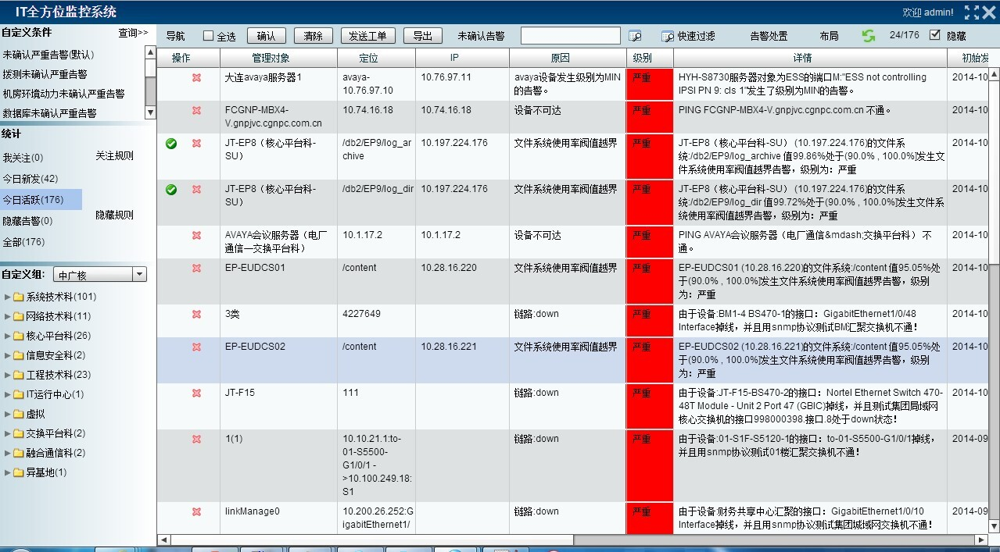 IT全方位监控系统
欢迎 admin!
自定义条件
查询>>
未确认严重告警(默认)
拨测未确认严重告警
机房环境动力未确认严重告警
数据库未确认严重告警
统计
我关注(0)
关注规则
今日新发(42)
今日活跃(176)
隐藏规则
隐藏告警(0)
全部(176)
自定义组:
中广核
系统技术科(101)
网络技术科(11)
核心平台科(26)
信息安全科(2)
工程技术科(23)
IT运行中心(1)
虚拟
交换平台科(2)
融合通信科(2)
异基地(1)
导航 全选 确认 清除 发送工单 导出 未确认告警 快速过滤 告警处置 布局 24/176 隐藏
操作 管理对象 定位 IP 原因 级别 详情 初始发
大连avaya服务器1
avaya-
10.76.97.10
10.76.97.11
avaya设备发生级别为MIN
的告警。
严重
HYH-S8730服务器对象为ESS的端口M:"ESS not controlling
IPSI PN 9: cls 1"发生了级别为MIN的告警。
2014-10
FCGNP-MBX4-
V.gnpjvc.cgnpc.com.cn
10.74.16.18
10.74.16.18
设备不可达
严重
PING FCGNP-MBX4-V.gnpjvc.cgnpc.com.cn 不通。
2014-10
JT-EP8（核心平台科-
SU）
/db2/EP9/log_ar
chive
10.197.224.176
文件系统使用率阀值越界
严重
JT-EP8（核心平台科-SU） (10.197.224.176)的文件系
统:/db2/EP9/log_archive 值99.86%处于(90.0% , 100.0%]发生文
件系统使用率阀值越界告警，级别为：严重
2014-10
JT-EP8（核心平台科-
SU）
/db2/EP9/log_dir
10.197.224.176
文件系统使用率阀值越界
严重
JT-EP8（核心平台科-SU） (10.197.224.176)的文件系
统:/db2/EP9/log_dir 值99.72%处于(90.0% , 100.0%]发生文件系
统使用率阀值越界告警，级别为：严重
2014-10
AVAYA会议服务器（电厂
通信—交换平台科）
10.1.17.2
10.1.17.2
设备不可达
严重
PING AVAYA会议服务器（电厂通信&mdash;交换平台科） 不
通。
2014-10
EP-EUDCS01
/content
10.28.16.220
文件系统使用率阀值越界
严重
EP-EUDCS01 (10.28.16.220)的文件系统:/content 值95.05%处
于(90.0% , 100.0%]发生文件系统使用率阀值越界告警，级别
为：严重
2014-10
3类
4227649
链路:down
严重
由于设备:BM1-4 BS470-1的接口：GigabitEthernet1/0/48
Interface掉线，并且用snmp协议测试BM汇聚交换机不通!
2014-10
EP-EUDCS02
/content
10.28.16.221
文件系统使用率阀值越界
严重
EP-EUDCS02 (10.28.16.221)的文件系统:/content 值95.05%处
于(90.0% , 100.0%]发生文件系统使用率阀值越界告警，级别
为：严重
2014-10
JT-F15
111
链路:down
严重
由于设备:JT-F15-BS470-2的接口：Nortel Ethernet Switch 470-
48T Module - Unit 2 Port 47 (GBIC)掉线，并且测试集团局域网
核心交换机的接口998000398.接口.8处于down状态!
2014-10
1(1)
10.10.21.1:to-
01-S5500-
G1/0/1 -
>10.100.249.18:
S1
链路:down
严重
由于设备:01-S1F-S5120-1的接口：to-01-S5500-G1/0/1掉线，
并且用snmp协议测试01楼汇聚交换机不通!
2014-09
linkManage0
10.200.26.252:G
igabitEthernet1/
链路:down
严重
由于设备:财务共享中心汇聚的接口：GigabitEthernet1/0/10
Interface掉线，并且用snmp协议测试集团城域网交换机不通!
2014-09